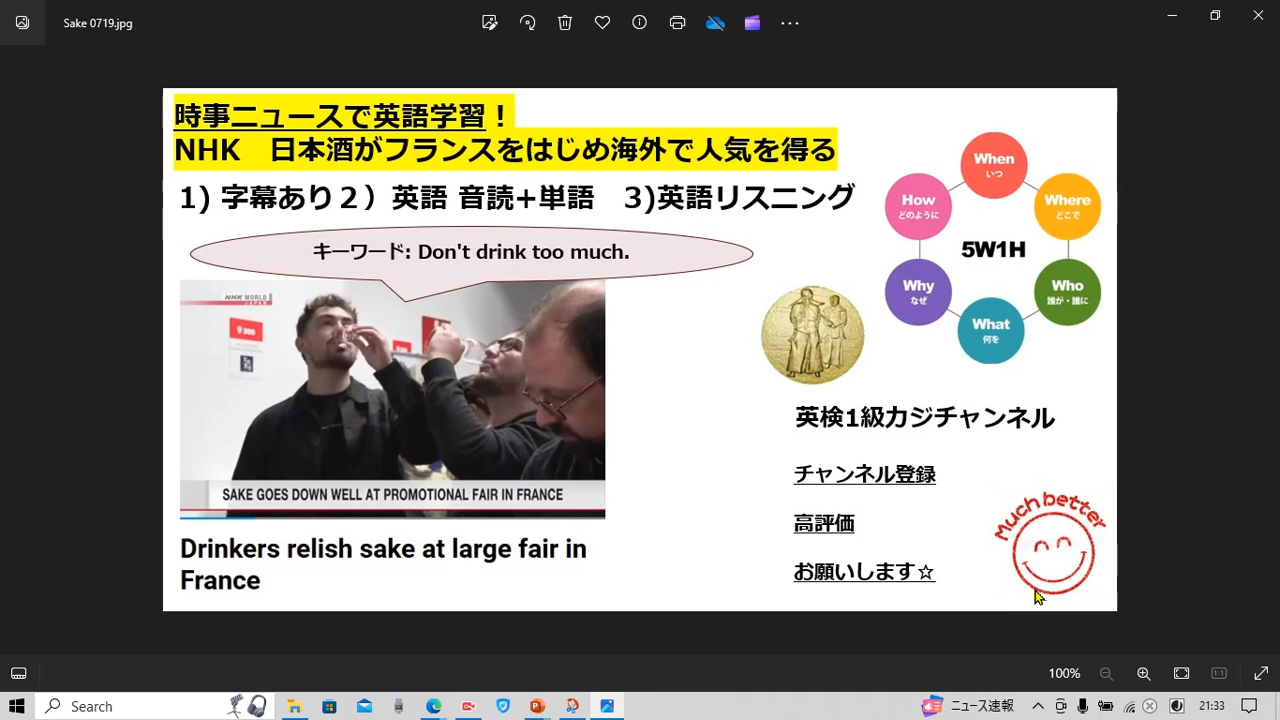 Sake 0719.jpg
時事ニュースで英語学習！
NHK　日本酒がフランスをはじめ海外で人気を得る
1) 字幕あり２）英語 音読+単語　3)英語リスニング
キーワード: Don't drink too much.
NHK WORLD
JAPAN
SAKE GOES DOWN WELL AT PROMOTIONAL FAIR IN FRANCE
Drinkers relish sake at large fair in
France
When
いつ
Where
どこで
Who
誰が・誰に
What
何を
Why
なぜ
How
どのように
5W1H
英検1級カジチャンネル
チャンネル登録
高評価
お願いします☆
Much better
100%
Search
ニュース速報
21:33